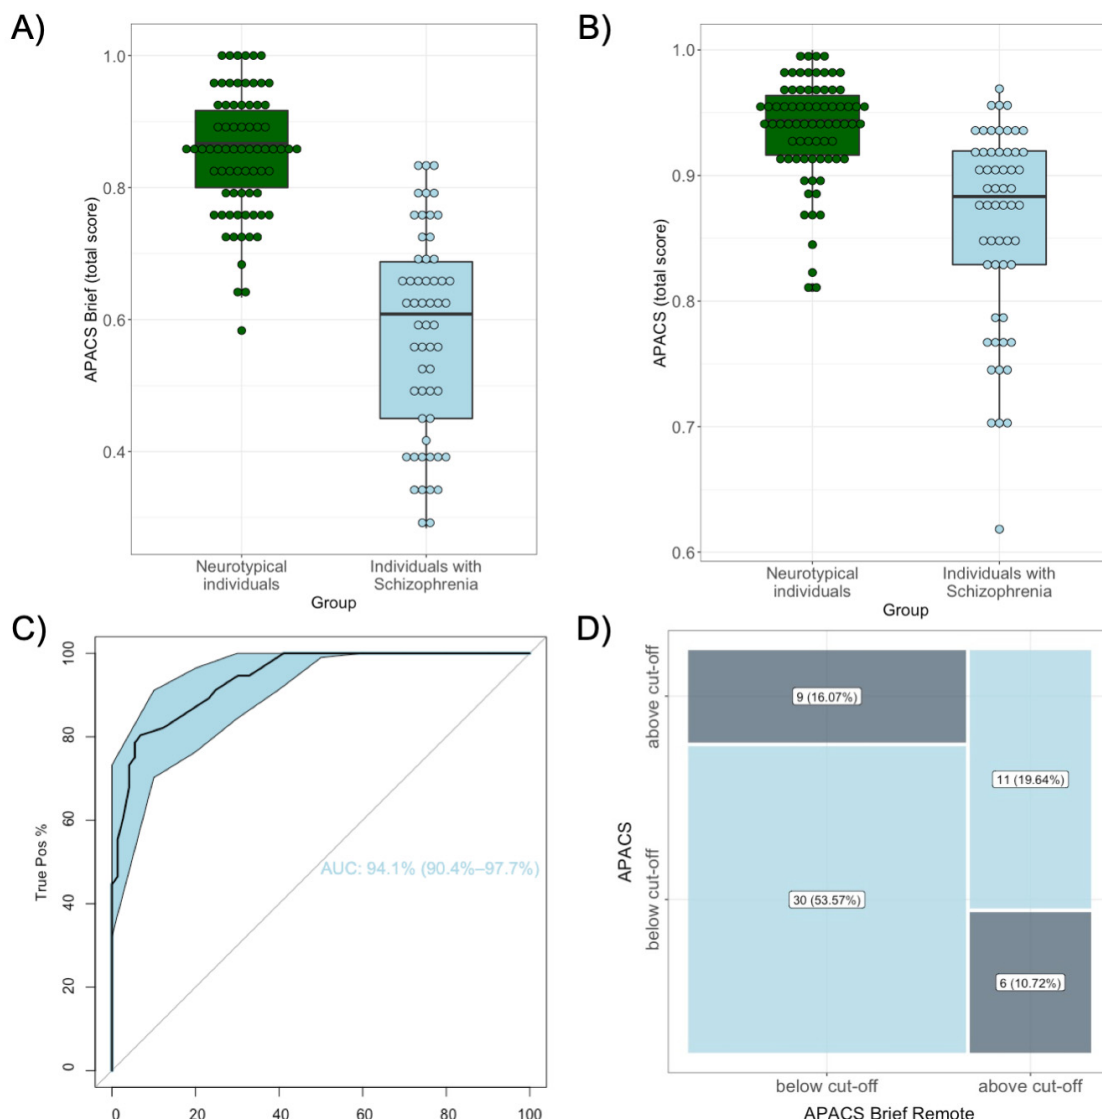 A)
APACS Brief (total score)
1.0
0.8
0.6
0.4
Neurotypical
individuals
Individuals with
Schizophrenia
Group
B)
APACS (total score)
1.0
0.9
0.8
0.7
0.6
Neurotypical
individuals
Individuals with
Schizophrenia
Group
C)
True Pos %
100
80
60
40
20
0
AUC: 94.1% (90.4%–97.7%)
0
20
40
60
80
100
D)
APACS
above cut-off
below cut-off
9 (16.07%)
11 (19.64%)
30 (53.57%)
6 (10.72%)
below cut-off
above cut-off
APACS Brief Remote